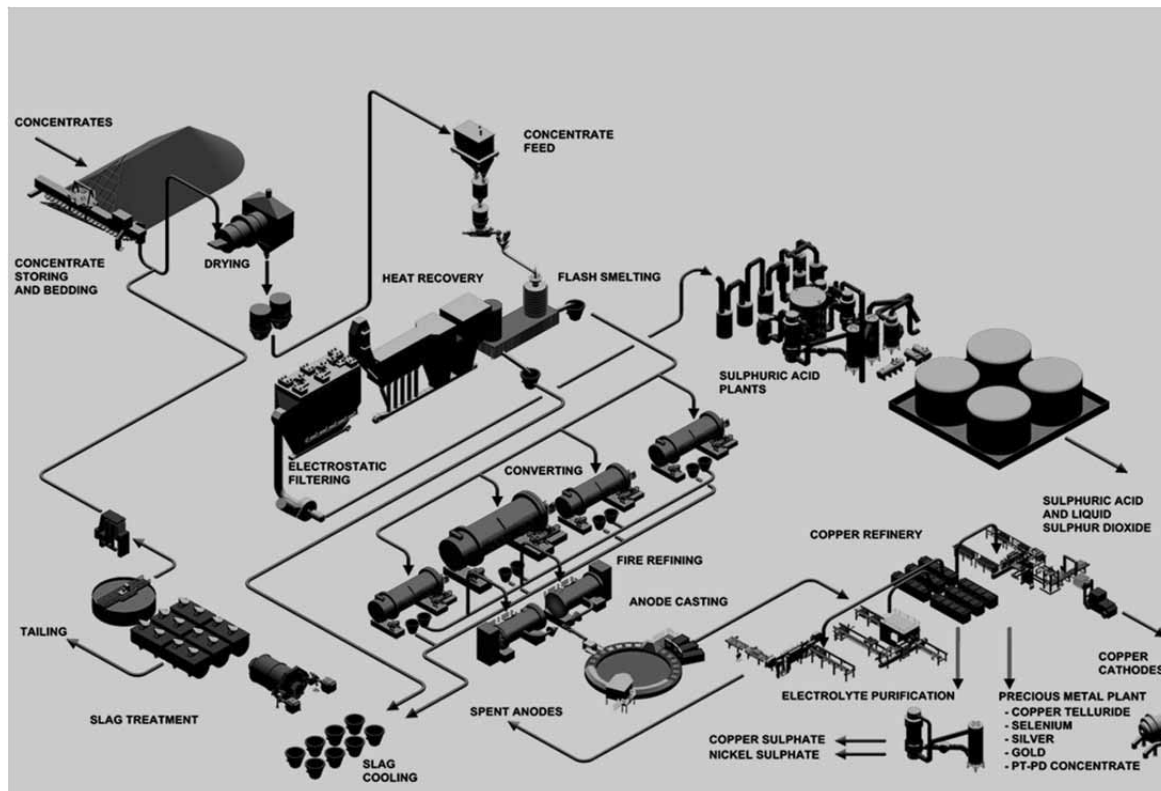 CONCENTRATES
CONCENTRATE
FEED
CONCENTRATE
STORING
AND BEDDING
DRYING
HEAT RECOVERY
FLASH SMELTING
SULPHURIC ACID
PLANTS
ELECTROSTATIC
FILTERING
CONVERTING
SULPHURIC ACID
AND LIQUID
SULPHUR DIOXIDE
COPPER REFINERY
FIRE REFINING
ANODE CASTING
TAILING
COPPER
CATHODES
SLAG TREATMENT
SPENT ANODES
ELECTROLYTE PURIFICATION
PRECIOUS METAL PLANT
- COPPER TELLURIDE
- SELENIUM
- SILVER
- GOLD
- PT-PD CONCENTRATE
COPPER SULPHATE
NICKEL SULPHATE
SLAG
COOLING